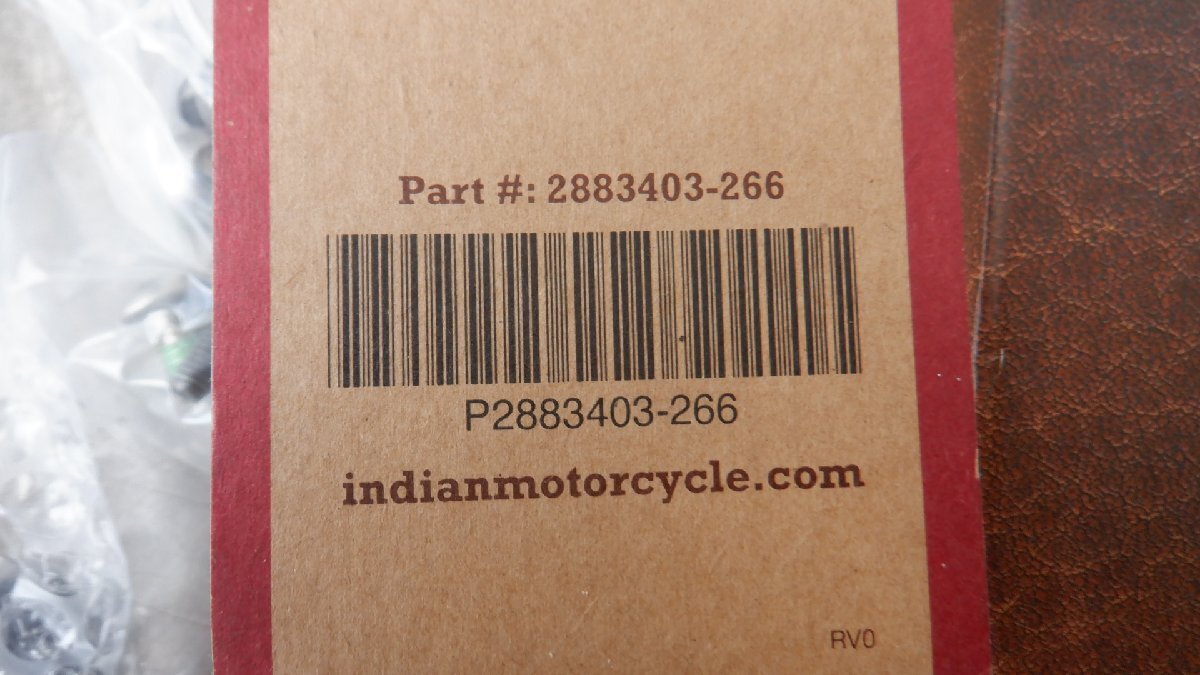 Part #: 2883403-266
P2883403-266
indianmotorcycle.com
RV0